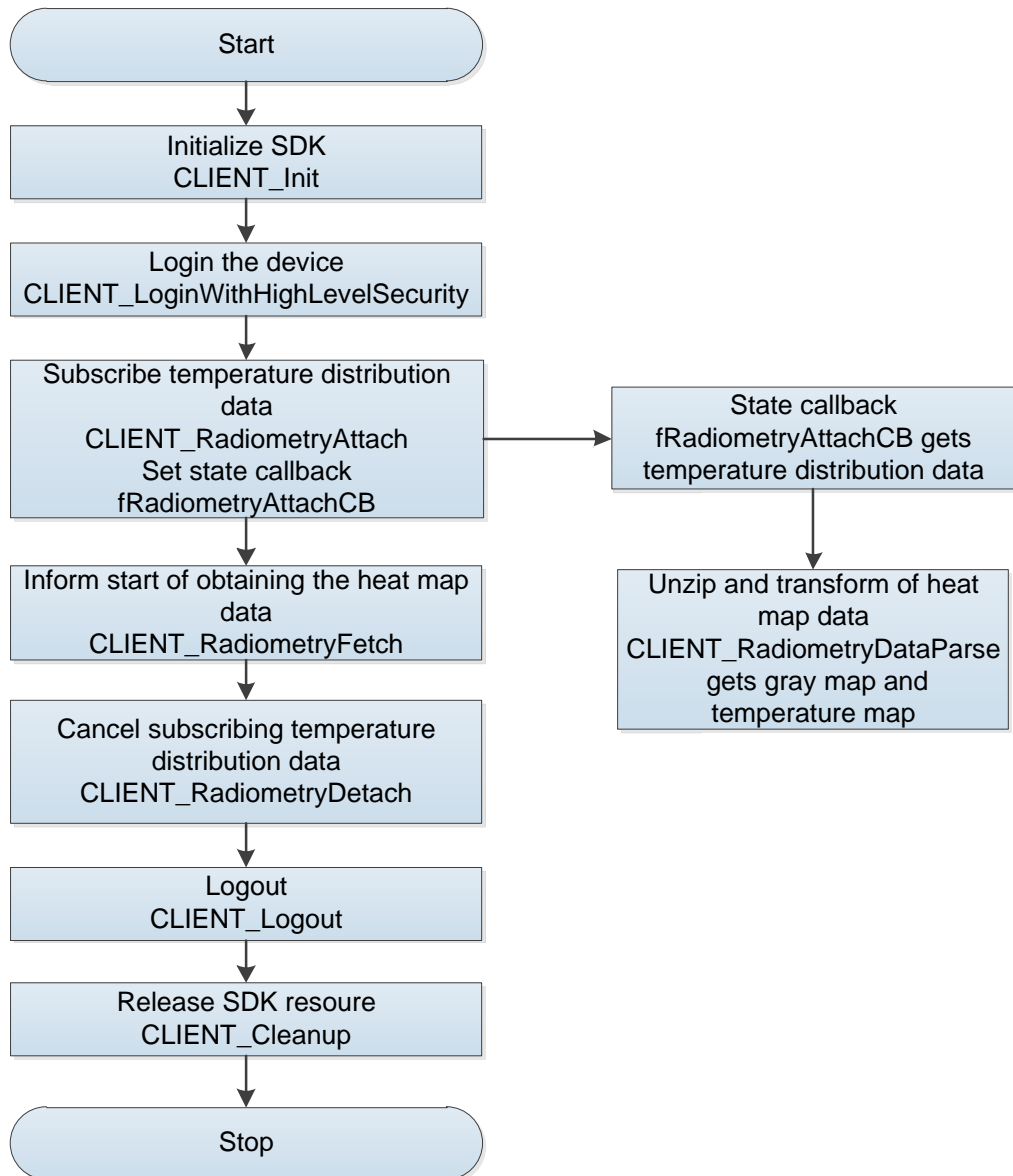 Start
Initialize SDK
CLIENT_Init
Login the device
CLIENT_LoginWithHighLevelSecurity
Subscribe temperature distribution
data
CLIENT_RadiometryAttach
Set state callback
fRadiometryAttachCB
State callback
fRadiometryAttachCB gets
temperature distribution data
Inform start of obtaining the heat map
data
CLIENT_RadiometryFetch
Unzip and transform of heat
map data
CLIENT_RadiometryDataParse
gets gray map and
temperature map
Cancel subscribing temperature
distribution data
CLIENT_RadiometryDetach
Logout
CLIENT_Logout
Release SDK resoure
CLIENT_Cleanup
Stop